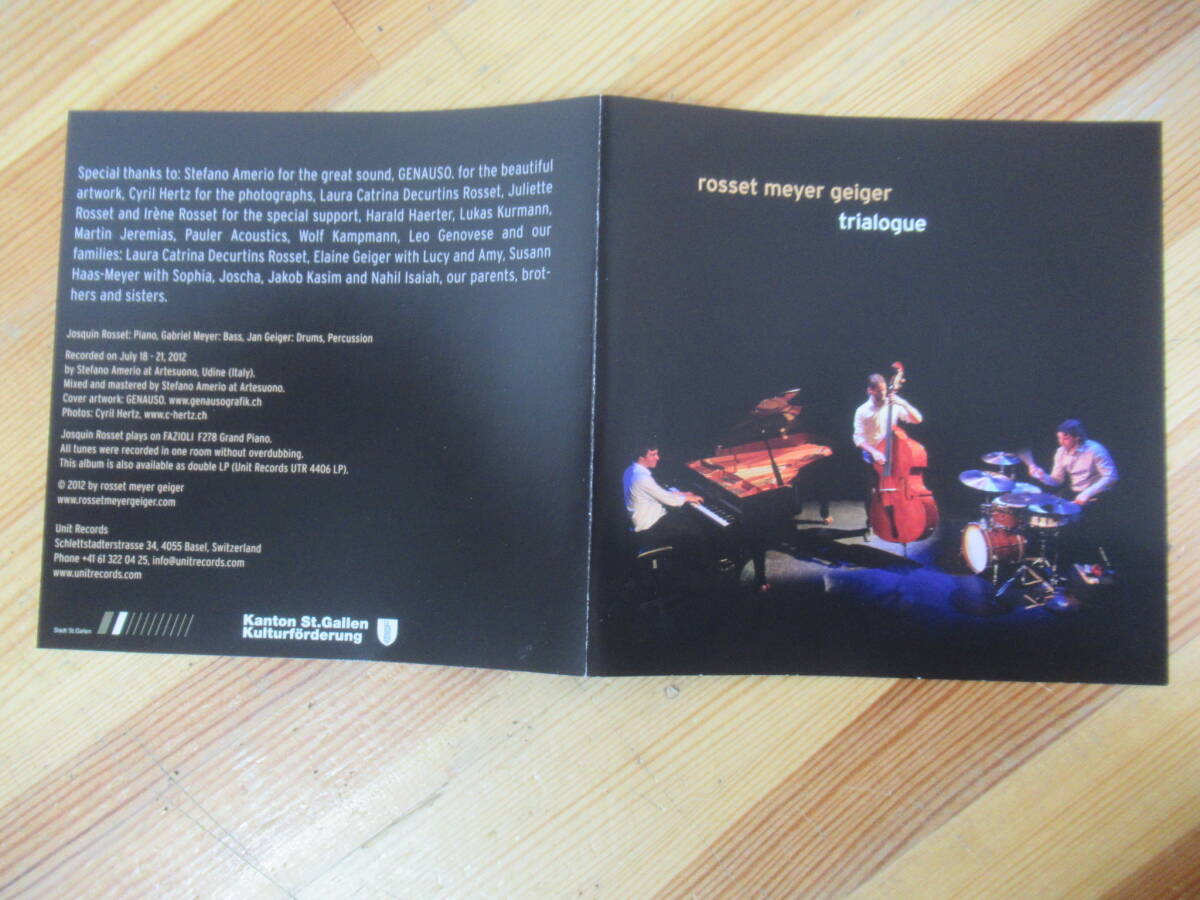 Special thanks to: Stefano Amerio for the great sound, GENAUSO. for the beautiful
artwork, Cyril Hertz for the photographs, Laura Catrina Decurtins Rosset, Juliette
Rosset and Irène Rosset for the special support, Harald Haerter, Lukas Kurmann,
Martin Jeremias, Pauler Acoustics, Wolf Kampmann, Leo Genovese and our
families: Laura Catrina Decurtins Rosset, Elaine Geiger with Lucy and Amy, Susann
Haas-Meyer with Sophia, Joscha, Jakob Kasim and Nahil Isaiah, our parents, brot-
hers and sisters.
Josquin Rosset: Piano, Gabriel Meyer: Bass, Jan Geiger: Drums, Percussion
Recorded on July 18 - 21, 2012
by Stefano Amerio at Artesuono, Udine (Italy).
Mixed and mastered by Stefano Amerio at Artesuono.
Cover artwork: GENAUSO. www.genausografik.ch
Photos: Cyril Hertz, www.c-hertz.ch
Josquin Rosset plays on FAZIOLI F278 Grand Piano.
All tunes were recorded in one room without overdubbing.
This album is also available as double LP (Unit Records UTR 4406 LP).
© 2012 by rosset meyer geiger
www.rossetmeyergeiger.com
Unit Records
Schlettstadterstrasse 34, 4055 Basel, Switzerland
Phone +41 61 322 04 25, info@unitrecords.com
www.unitrecords.com
Stadt St.Gallen
Kanton St.Gallen
Kulturförderung
rosset meyer geiger
trialogue